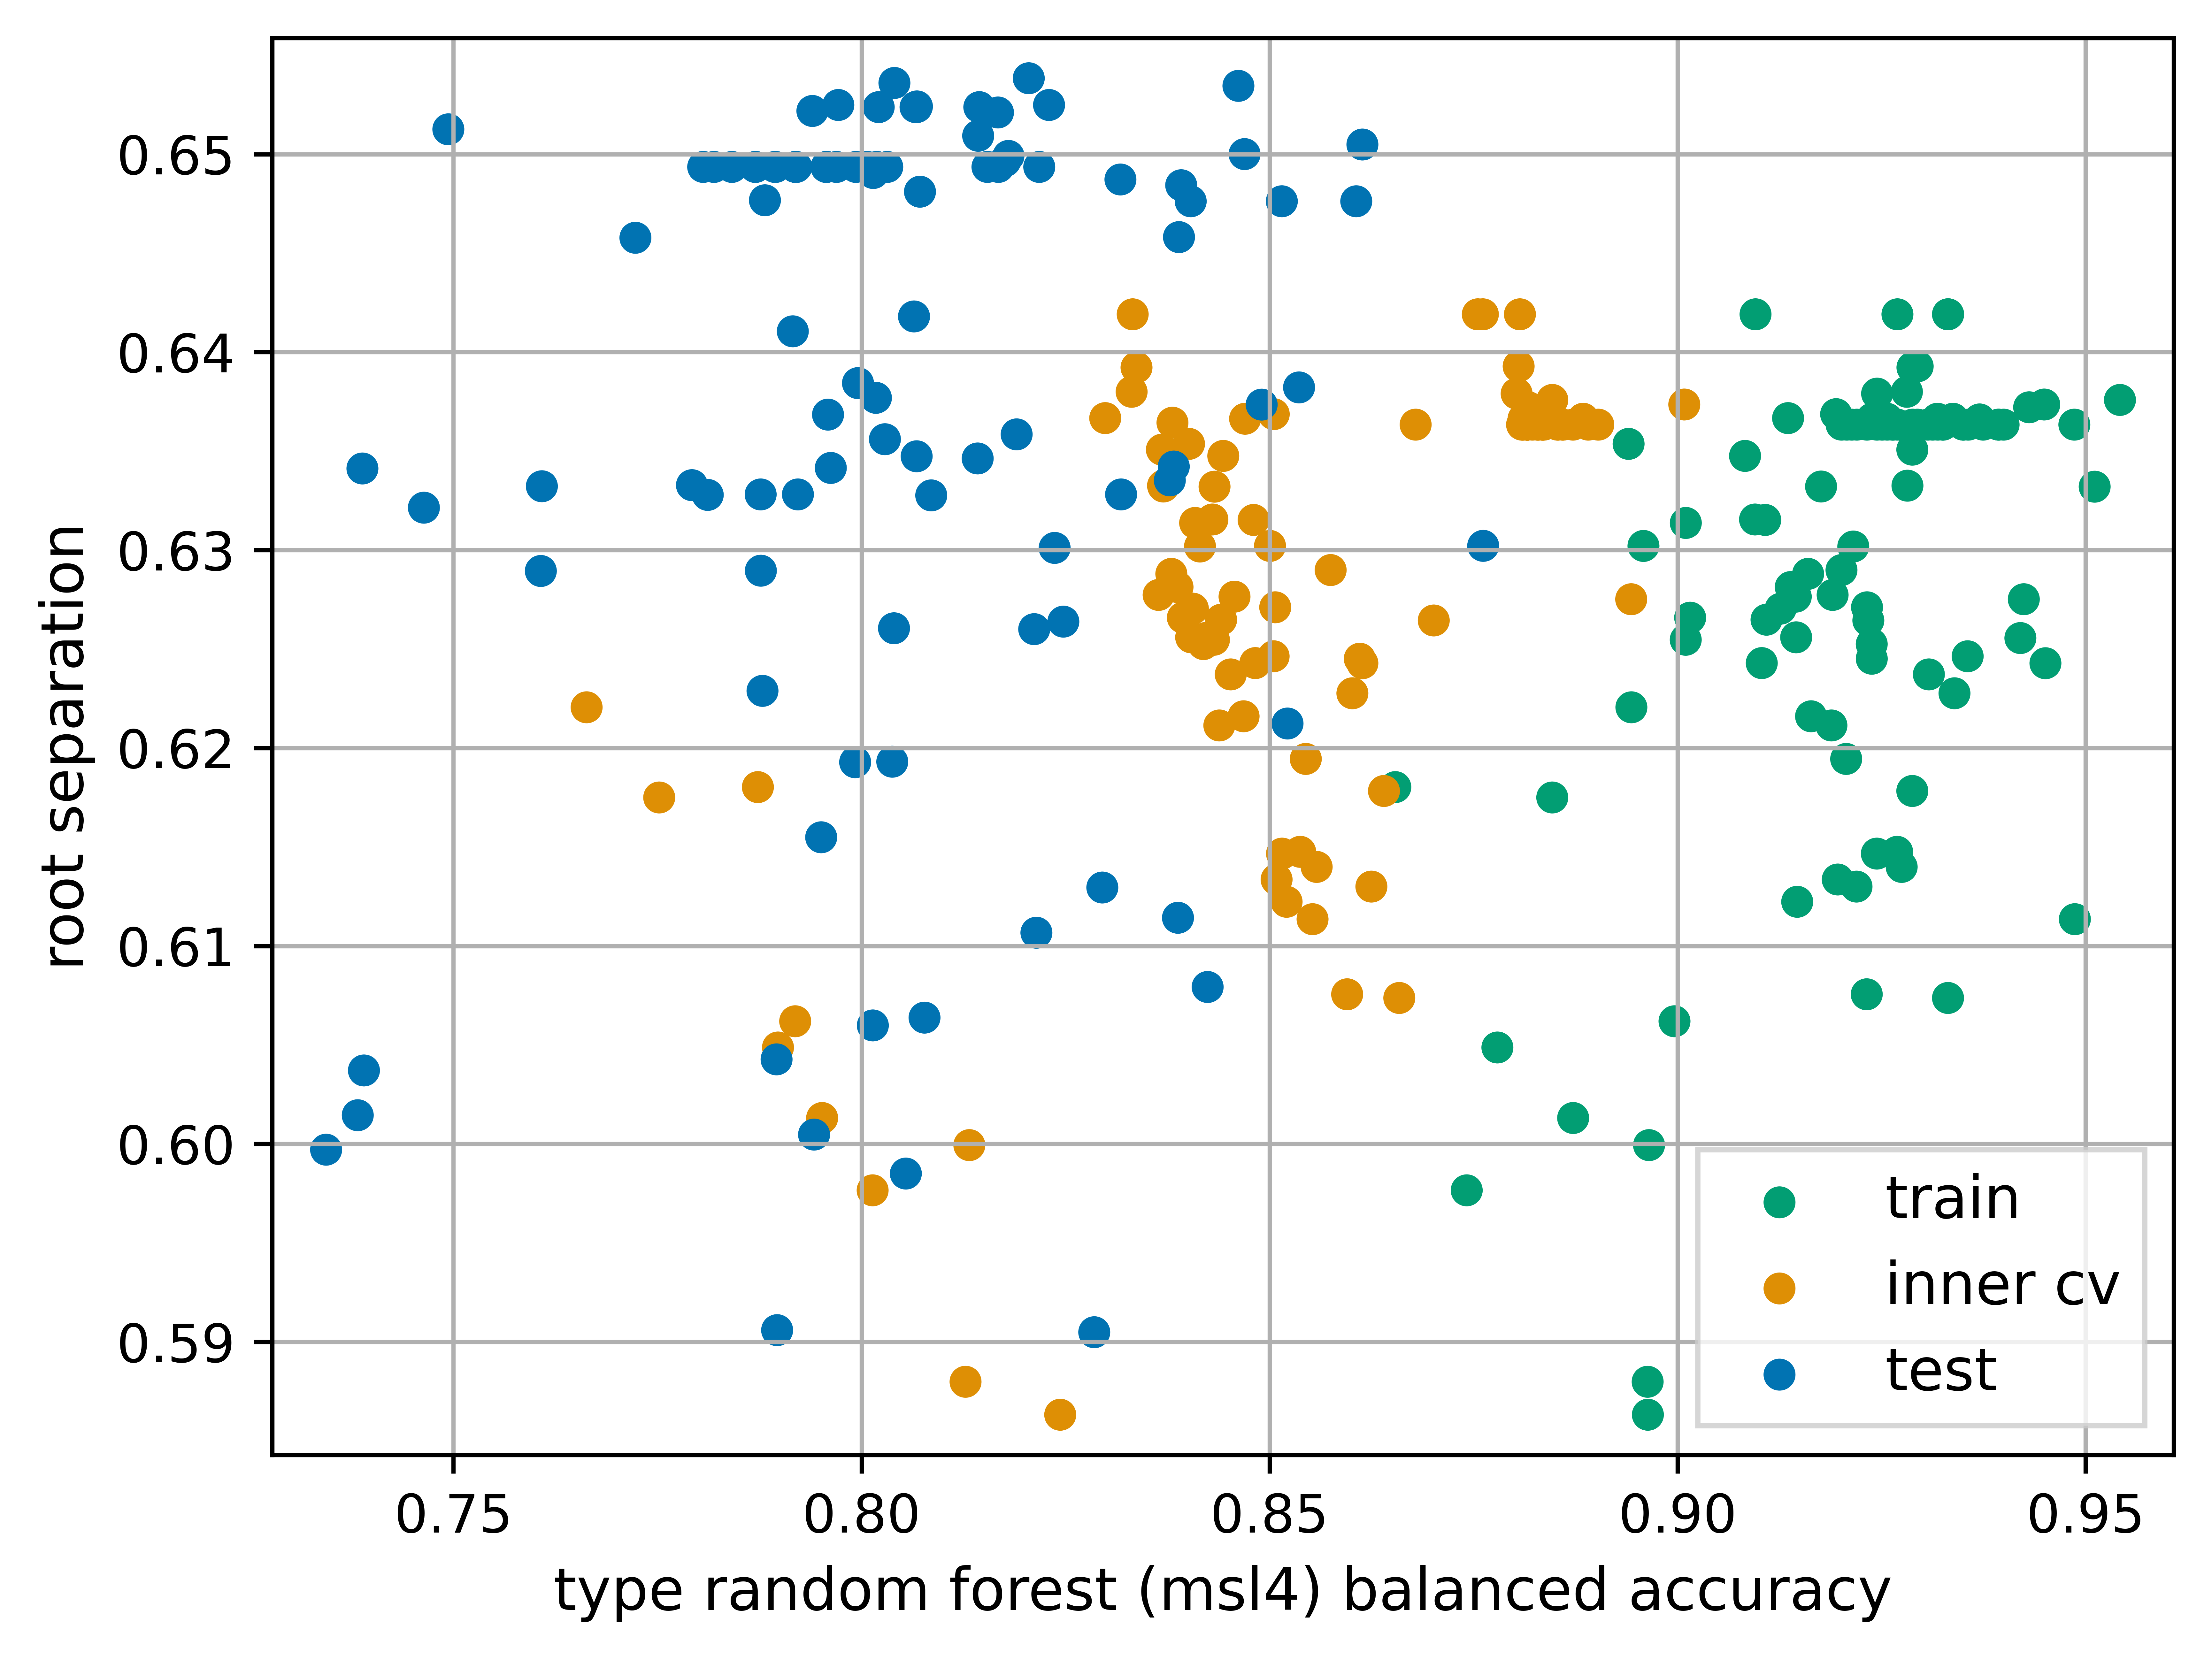 root separation
0.65
0.64
0.63
0.62
0.61
0.60
0.59
train
inner cv
test
0.75 0.80 0.85 0.90 0.95
type random forest (msl4) balanced accuracy